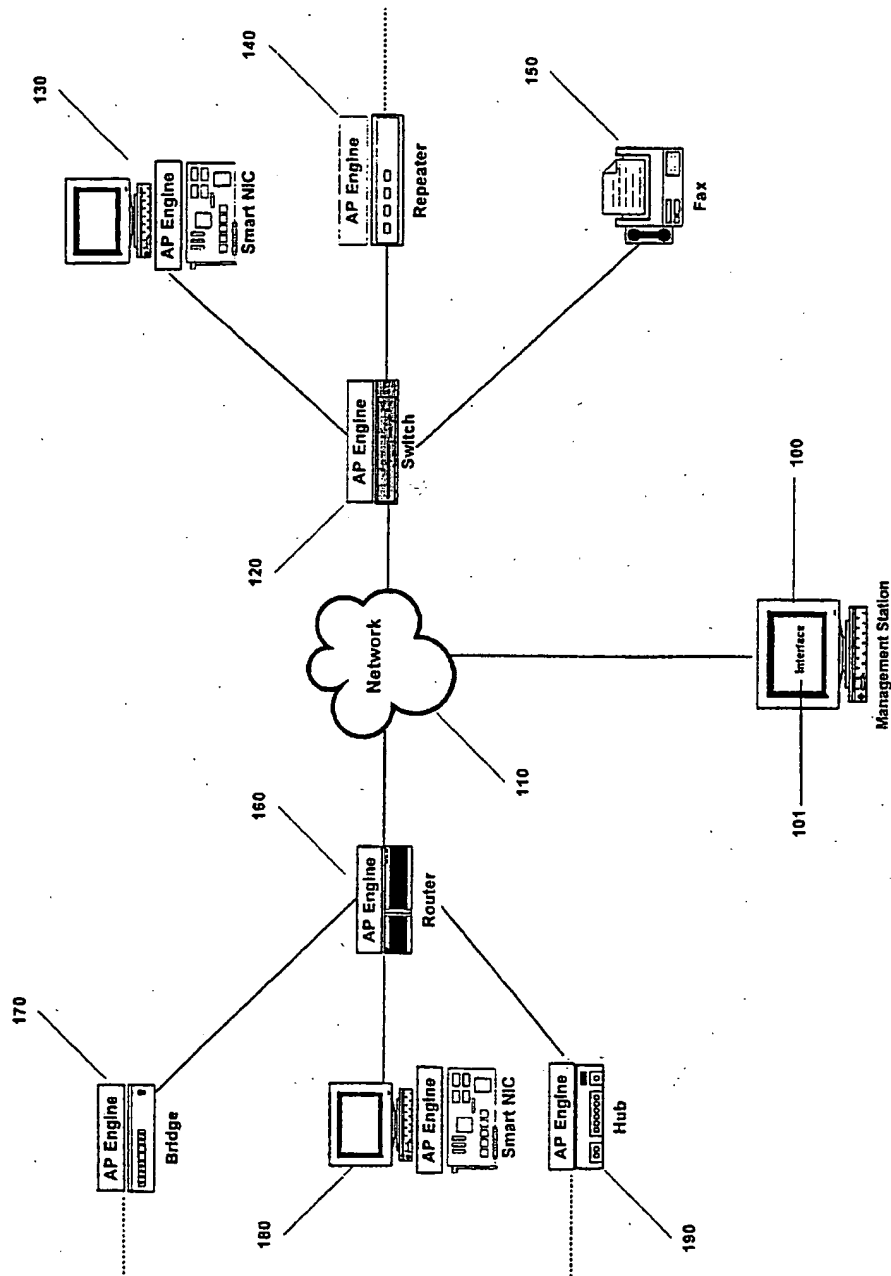 170
AP Engine
Bridge
160
AP Engine
Router
180
AP Engine
Smart NIC
AP Engine
Hub
190
Network
110
120
AP Engine
Switch
130
AP Engine
Smart NIC
140
AP Engine
Repeater
150
Fax
100
Interface
101
Management Station